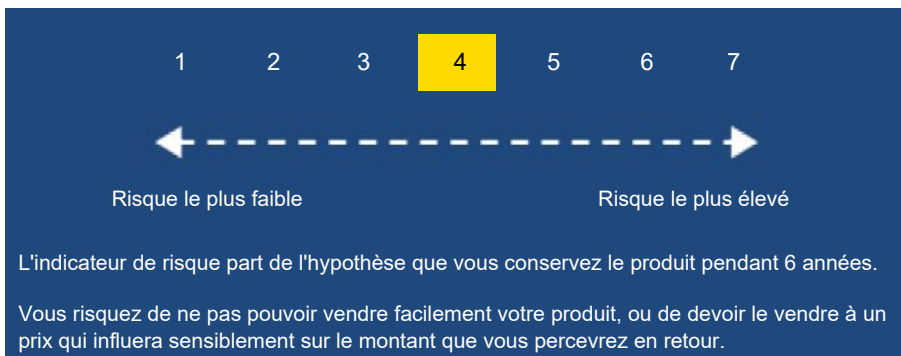 1 2 3 4 5 6 7
Risque le plus faible Risque le plus élevé
L'indicateur de risque part de l'hypothèse que vous conservez le produit pendant 6 années.
Vous risquez de ne pas pouvoir vendre facilement votre produit, ou de devoir le vendre à un
prix qui influera sensiblement sur le montant que vous percevrez en retour.